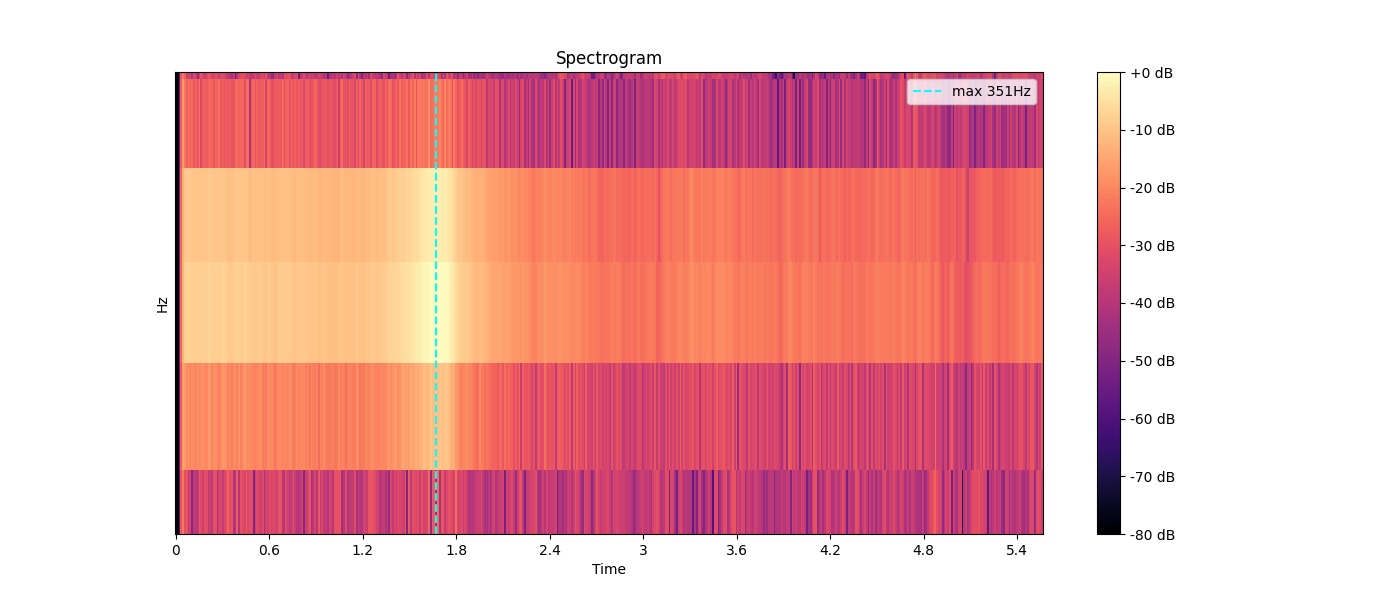 Spectrogram
max 351Hz
+0 dB
-10 dB
-20 dB
-30 dB
-40 dB
-50 dB
-60 dB
-70 dB
-80 dB
Hz
0 0.6 1.2 1.8 2.4 3 3.6 4.2 4.8 5.4
Time